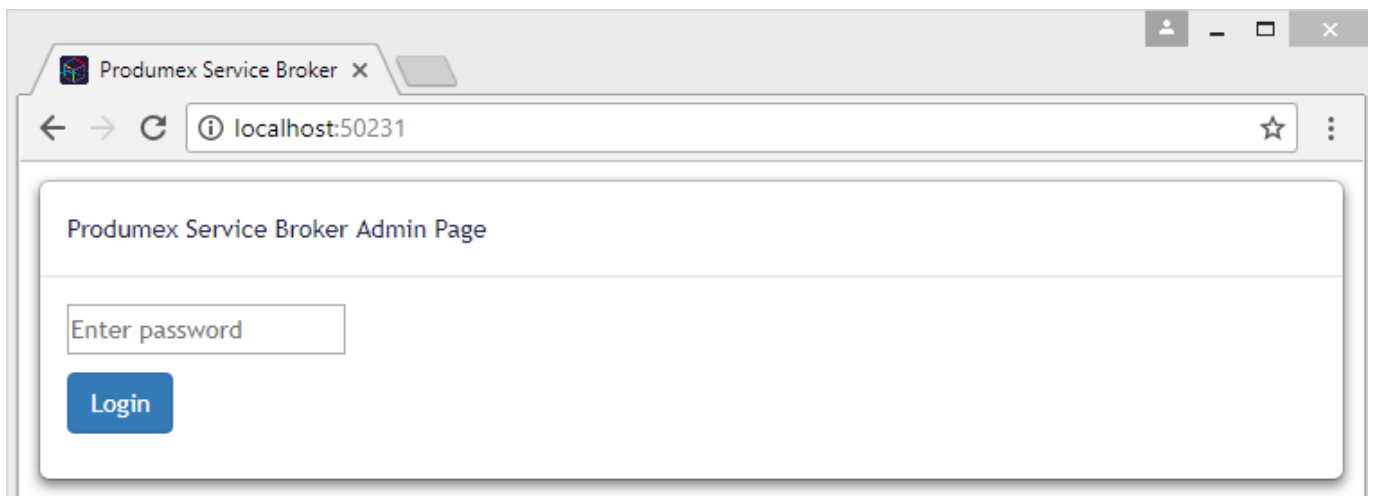 Produmex Service Broker
localhost:50231
Produmex Service Broker Admin Page
Enter password
Login